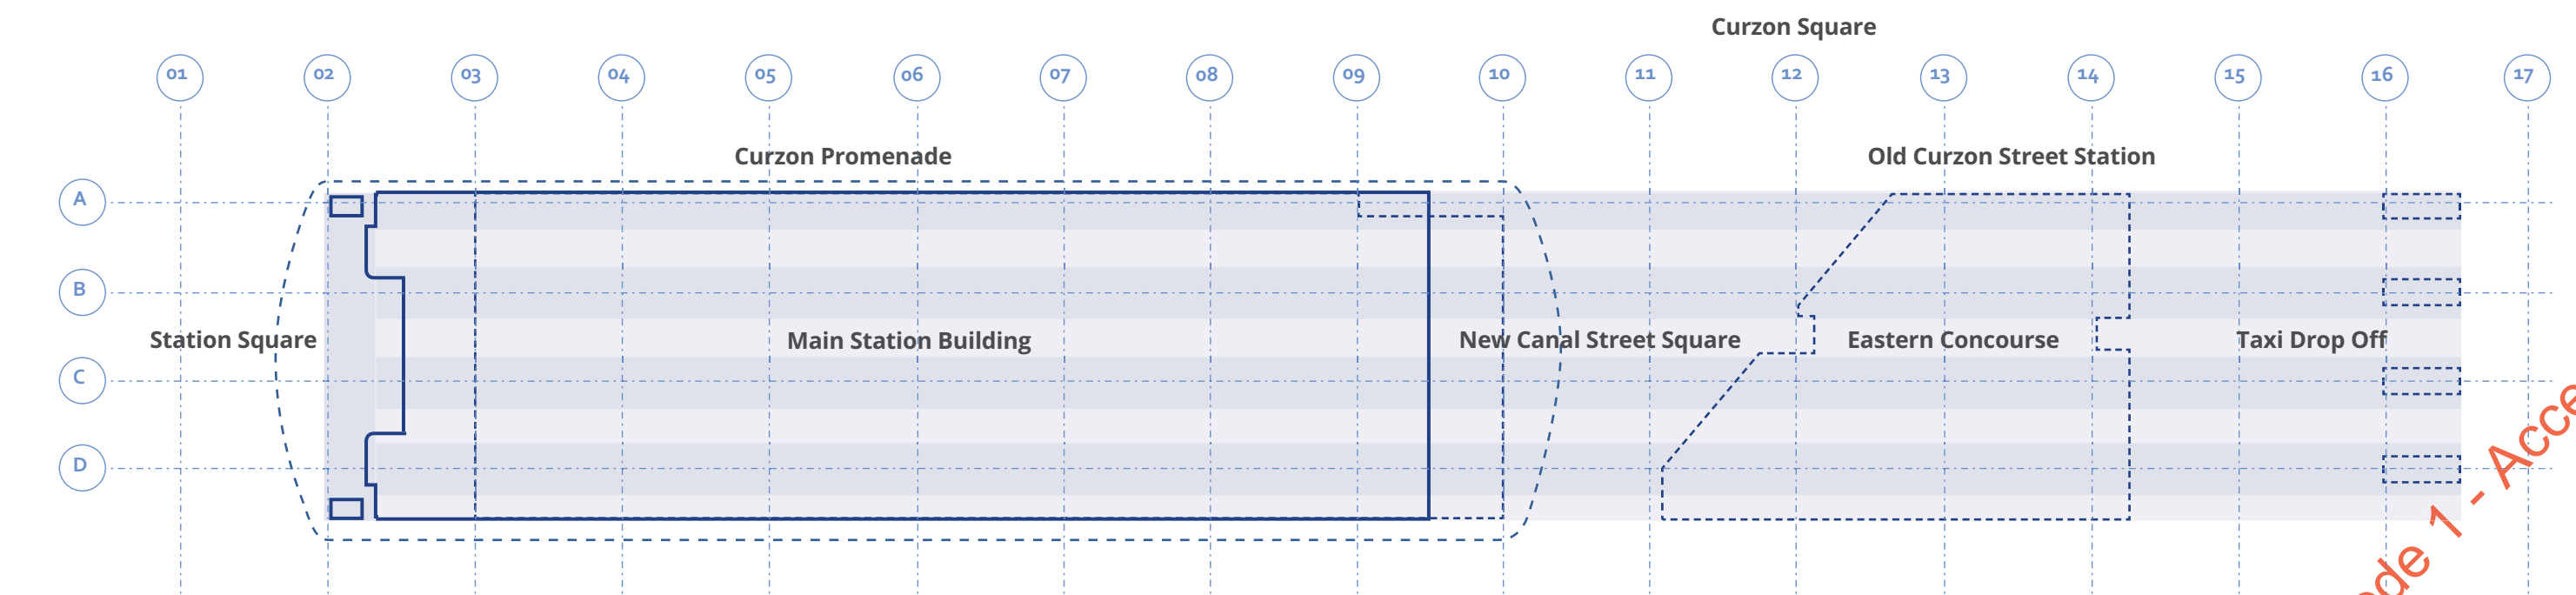 Curzon Square
01 02 03 04 05 06 07 08 09 10 11 12 13 14 15 16 17
Curzon Promenade
Old Curzon Street Station
A
B
Station Square
Main Station Building
New Canal Street Square
Eastern Concourse
Taxi Drop Off
C
D
1 - Acce